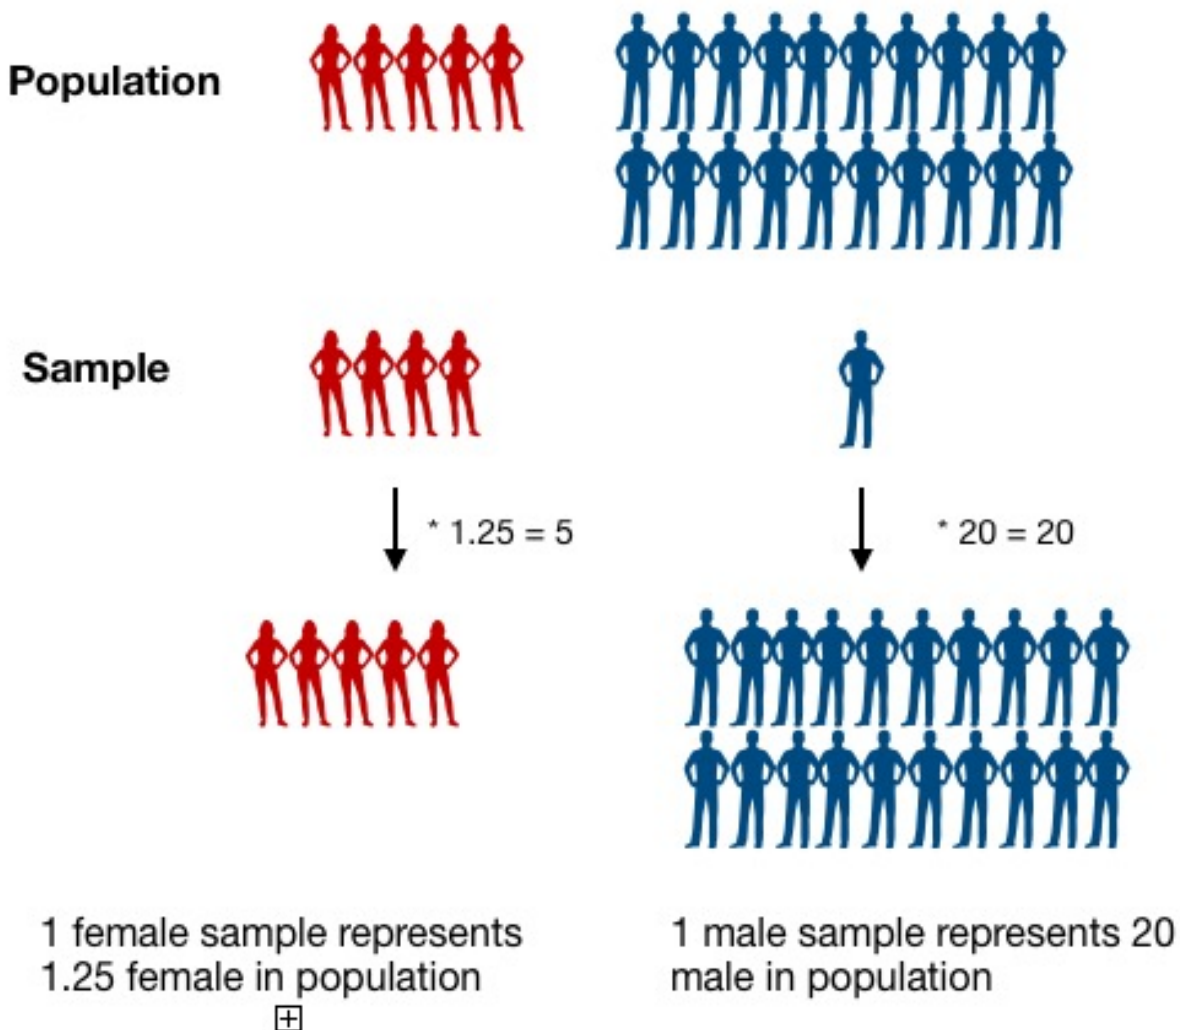 Population
Sample
* 1.25 = 5
* 20 = 20
1 female sample represents
1.25 female in population
1 male sample represents 20
male in population